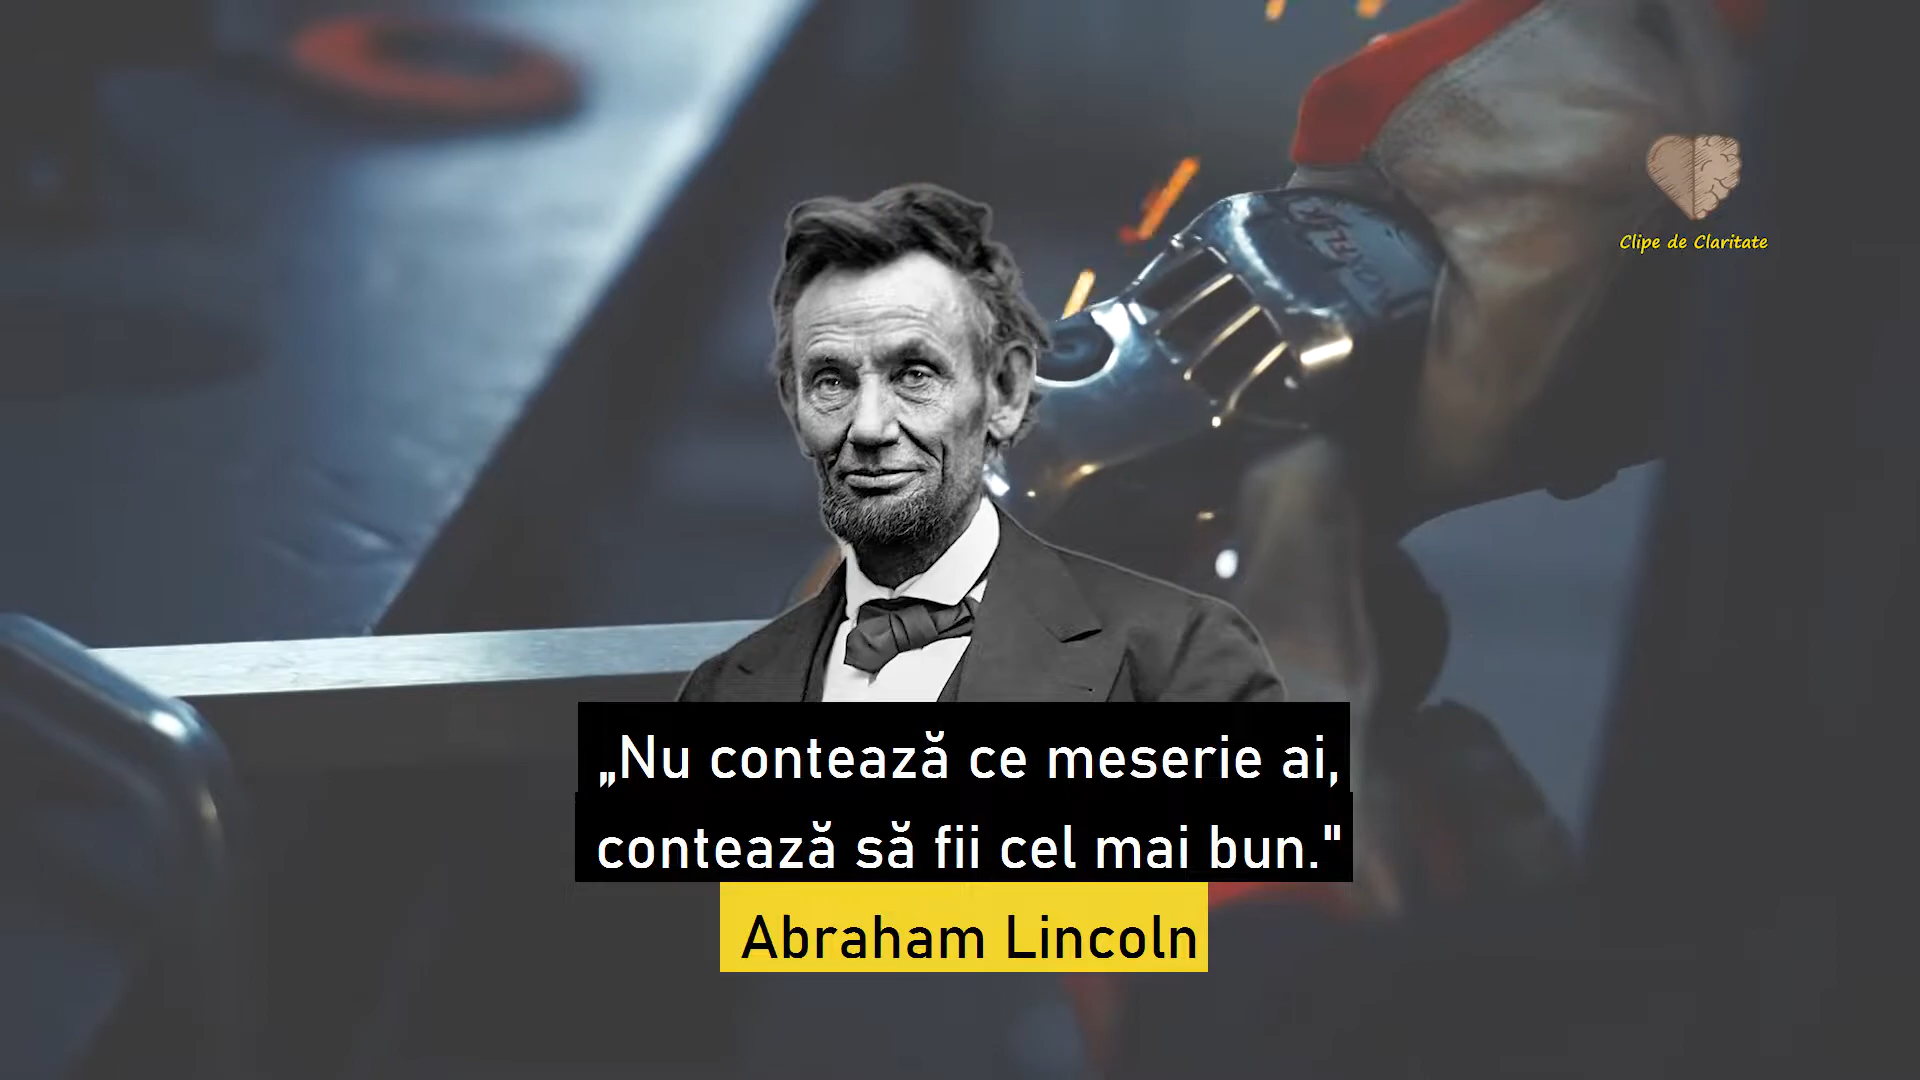 Clipe de Claritate
„Nu contează ce meserie ai,
contează să fii cel mai bun."
Abraham Lincoln